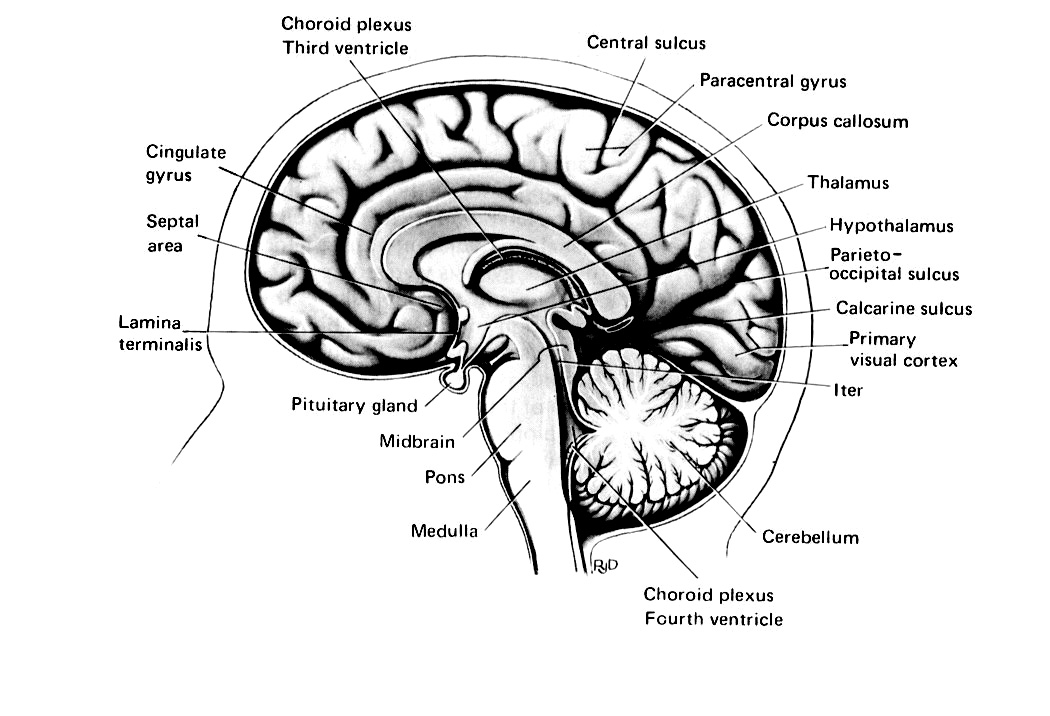 Choroid plexus
Third ventricle
Central sulcus
Paracentral gyrus
Corpus callosum
Cingulate
gyrus
Thalamus
Septal
area
Hypothalamus
Parieto-
occipital sulcus
Calcarine sulcus
Lamina
terminalis
Primary
visual cortex
Iter
Pituitary gland
Midbrain
Pons
Medulla
Cerebellum
RJD
Choroid plexus
Fourth ventricle